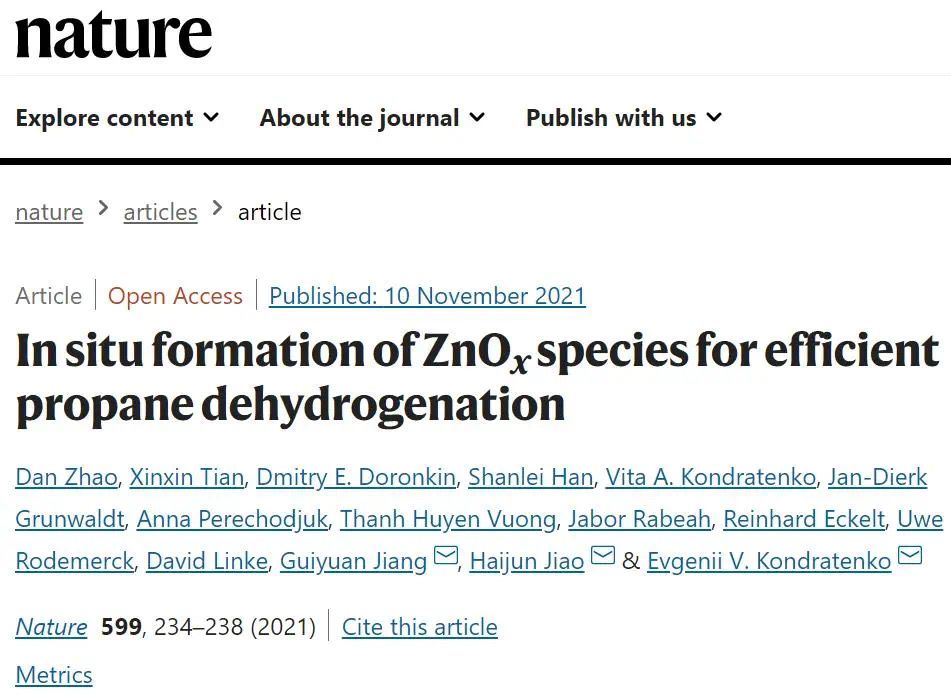 nature
Explore content About the journal Publish with us
nature > articles > article
Article | Open Access | Published: 10 November 2021
In situ formation of ZnOx species for efficient
propane dehydrogenation
Dan Zhao, Xinxin Tian, Dmitry E. Doronkin, Shanlei Han, Vita A. Kondratenko, Jan-Dierk
Grunwaldt, Anna Perechodjuk, Thanh Huyen Vuong, Jabor Rabeah, Reinhard Eckelt, Uwe
Rodemerck, David Linke, Guiyuan Jiang, Haijun Jiao & Evgenii V. Kondratenko
Nature 599, 234–238 (2021) | Cite this article
Metrics